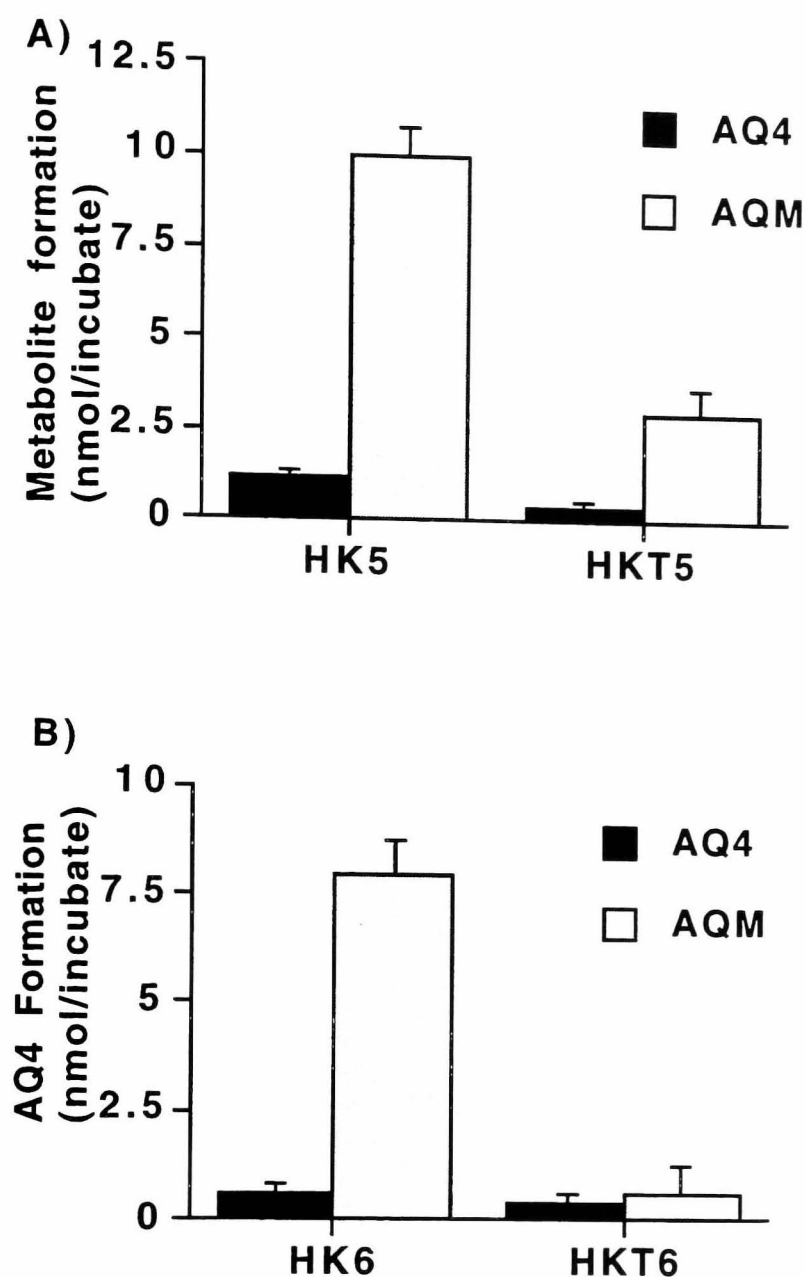 A)
Metabolite formation
(nmol/incubate)
12.5
10
7.5
5
2.5
0
AQ4
AQM
HK5 HKT5
B)
AQ4 Formation
(nmol/incubate)
10
7.5
5
2.5
0
AQ4
AQM
HK6 HKT6